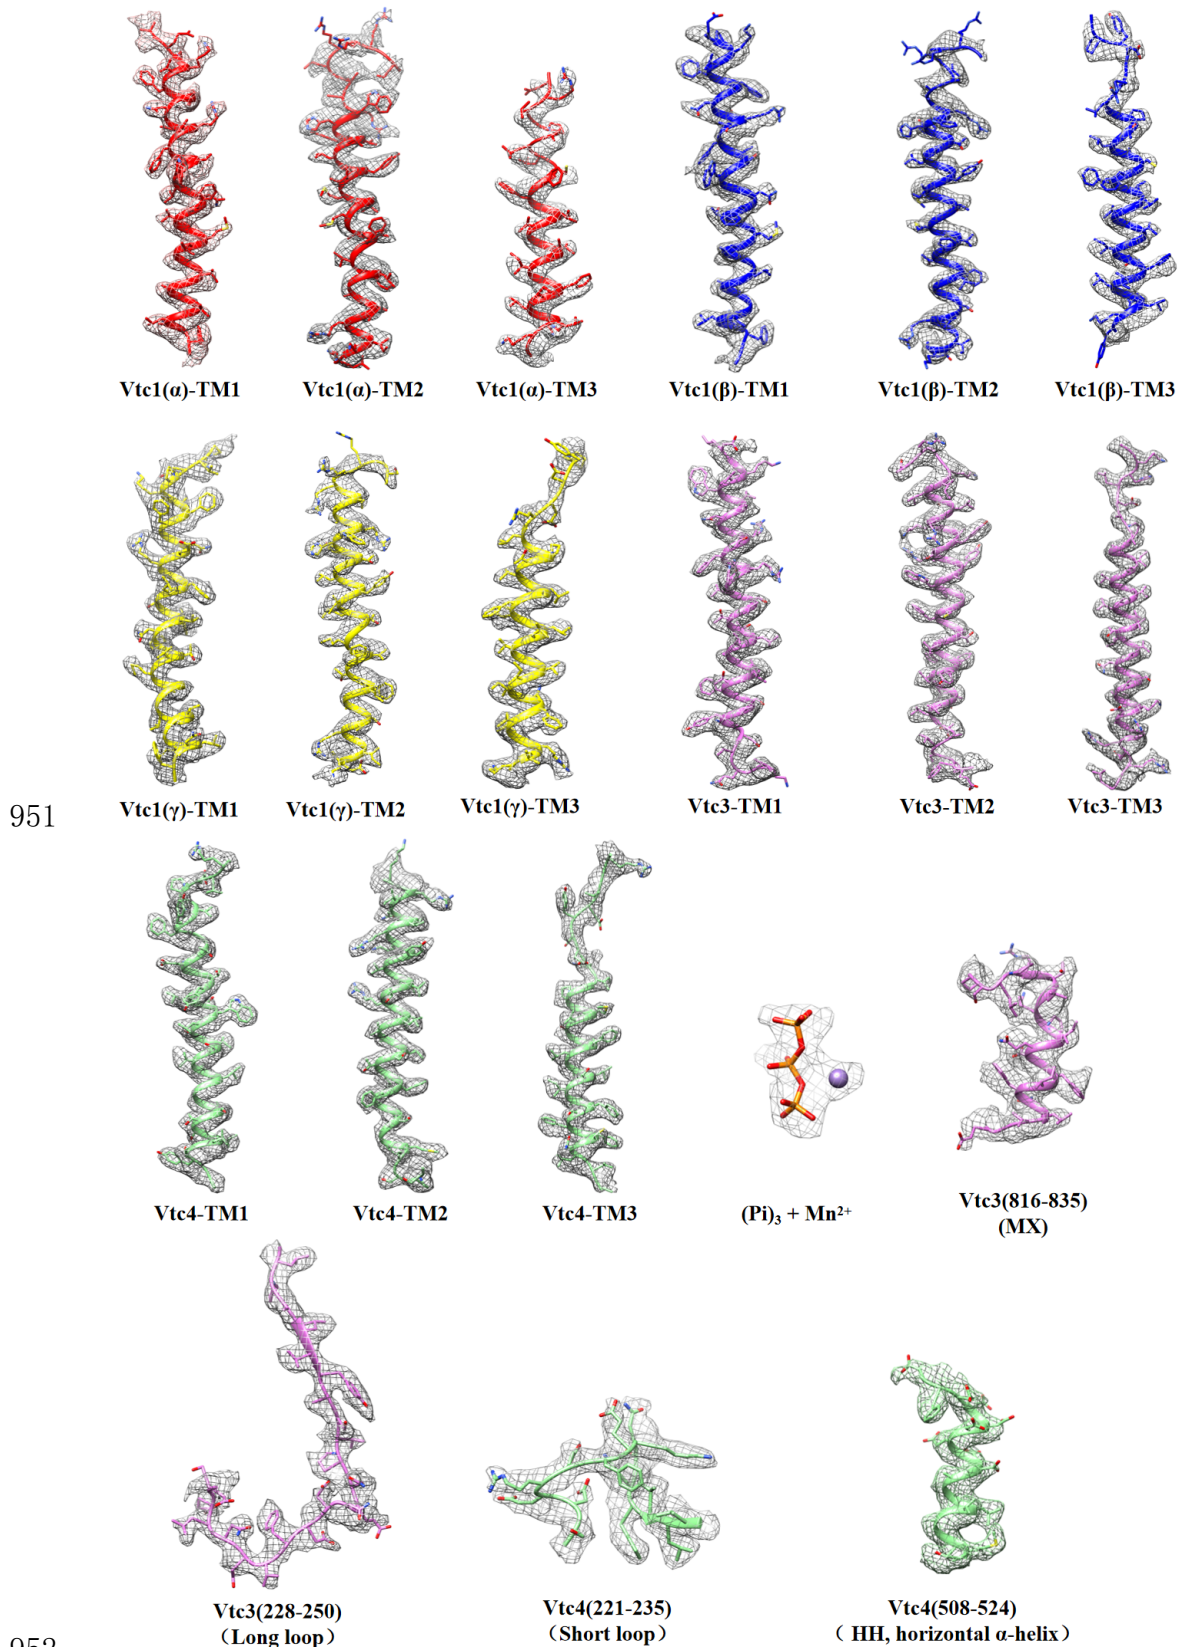 Vtc1(α)-TM1 Vtc1(α)-TM2 Vtc1(α)-TM3 Vtc1(β)-TM1 Vtc1(β)-TM2 Vtc1(β)-TM3
Vtc1(γ)-TM1 Vtc1(γ)-TM2 Vtc1(γ)-TM3 Vtc3-TM1 Vtc3-TM2 Vtc3-TM3
951
Vtc4-TM1 Vtc4-TM2 Vtc4-TM3 (Pi)₃ + Mn²⁺ Vtc3(816-835)
(MX)
Vtc3(228-250) Vtc4(221-235) Vtc4(508-524)
(Long loop) (Short loop) ( HH, horizontal α-helix)
952